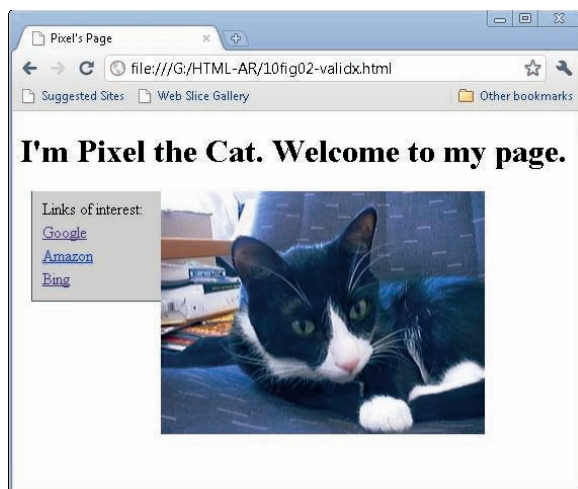 Pixel's Page
file:///G:/HTML-AR/10fig02-validx.html
Suggested Sites Web Slice Gallery Other bookmarks
I'm Pixel the Cat. Welcome to my page.
Links of interest:
Google
Amazon
Bing